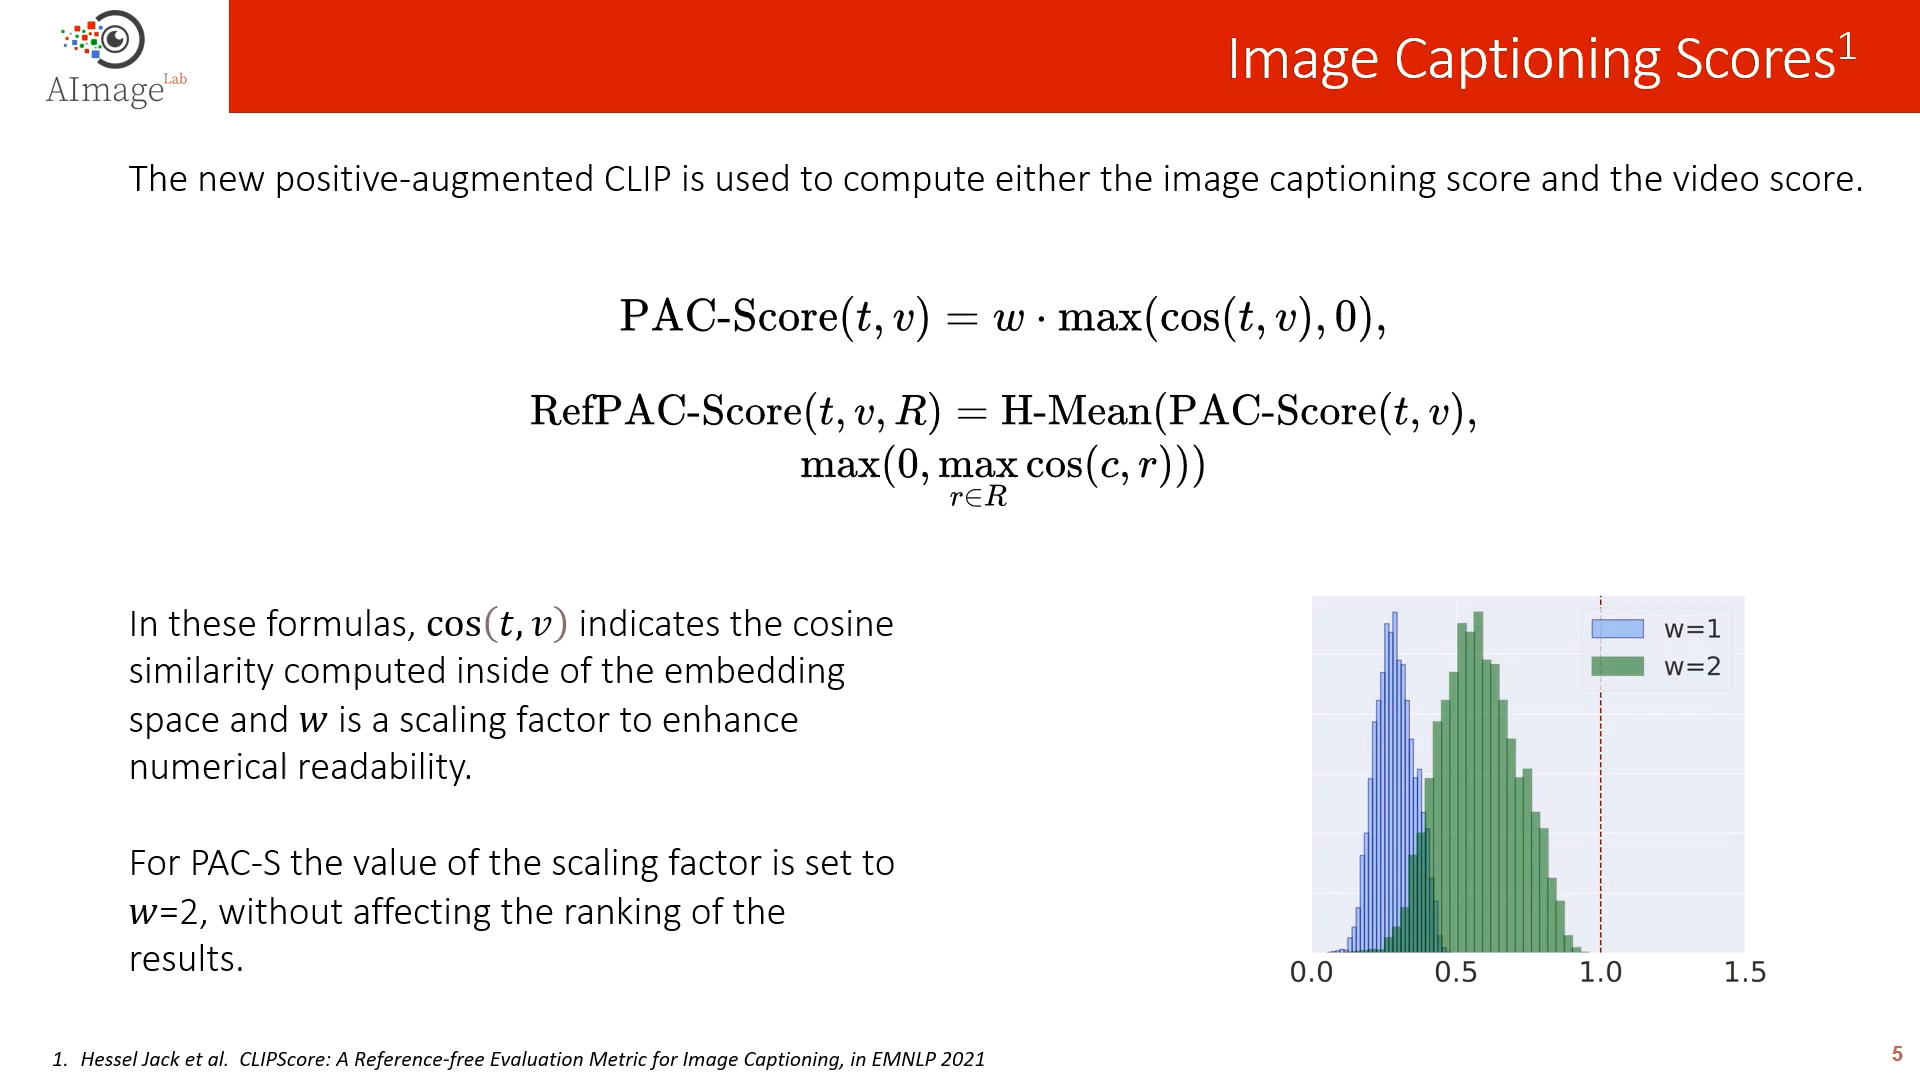 AImageLab
Image Captioning Scores¹
The new positive-augmented CLIP is used to compute either the image captioning score and the video score.
PAC-Score(t, v) = w · max(cos(t, v), 0),
RefPAC-Score(t, v, R) = H-Mean(PAC-Score(t, v),
max(0, max cos(c, r)))
r∈R
In these formulas, cos(t, v) indicates the cosine
similarity computed inside of the embedding
space and w is a scaling factor to enhance
numerical readability.
For PAC-S the value of the scaling factor is set to
w=2, without affecting the ranking of the
results.
w=1
w=2
0.0 0.5 1.0 1.5
1. Hessel Jack et al. CLIPScore: A Reference-free Evaluation Metric for Image Captioning, in EMNLP 2021
5